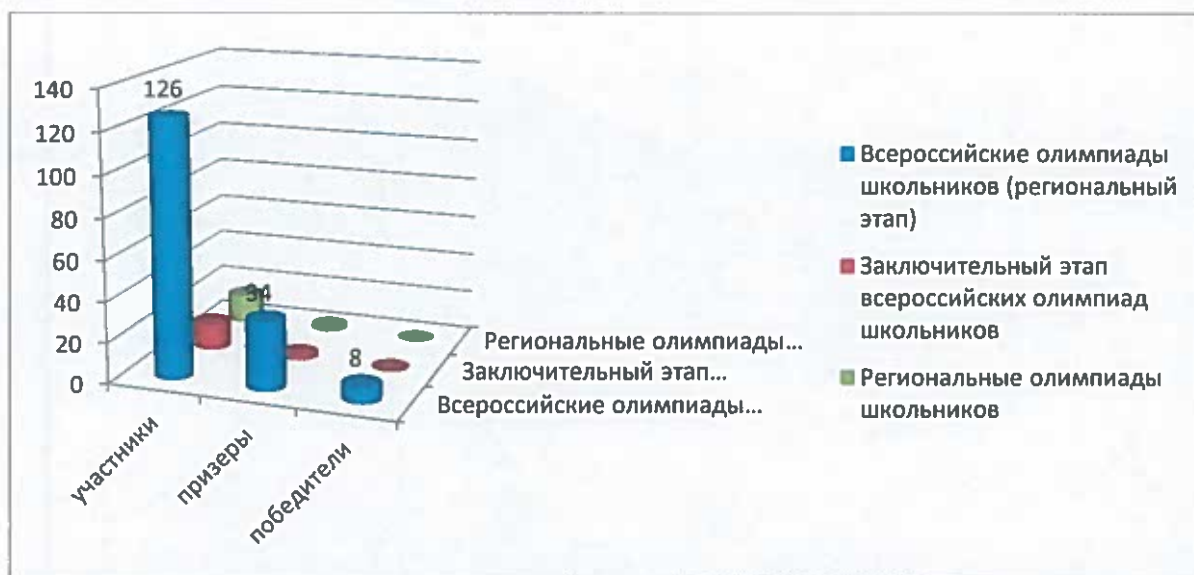 140
120
100
80
60
40
20
0
126
34
8
участники
призеры
победители
Региональные олимпиады...
Заключительный этап...
Всероссийские олимпиады...
Всероссийские олимпиады
школьников (региональный
этап)
Заключительный этап
всероссийских олимпиад
школьников
Региональные олимпиады
школьников